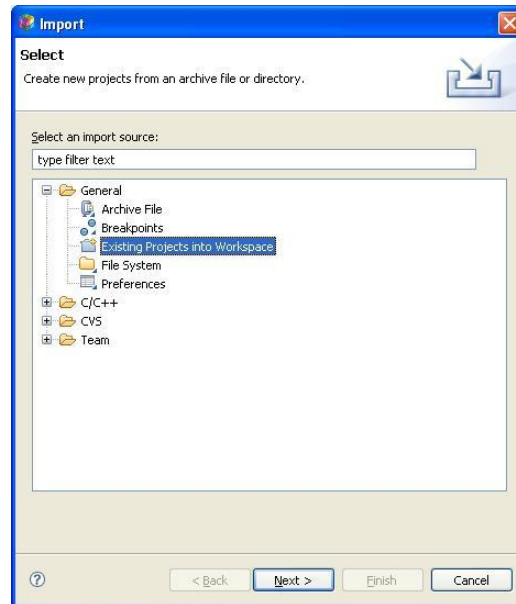 Import
Select
Create new projects from an archive file or directory.
Select an import source:
type filter text
General
Archive File
Breakpoints
Existing Projects into Workspace
File System
Preferences
C/C++
CVS
Team
< Back Next > Finish Cancel